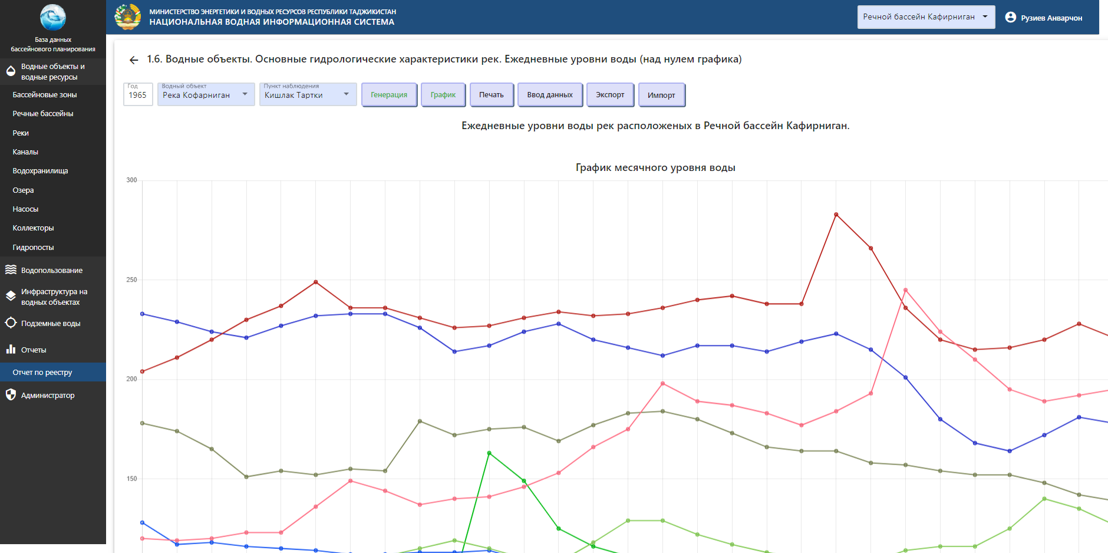 База данных
бассейнового планирования
Водные объекты и
водные ресурсы
Бассейновые зоны
Речные бассейны
Реки
Каналы
Водохранилища
Озера
Насосы
Коллекторы
Гидропосты
Водопользование
Инфраструктура на
водных объектах
Подземные воды
Отчеты
Отчет по реестру
Администратор
МИНИСТЕРСТВО ЭНЕРГЕТИКИ И ВОДНЫХ РЕСУРСОВ РЕСПУБЛИКИ ТАДЖИКИСТАН
НАЦИОНАЛЬНАЯ ВОДНАЯ ИНФОРМАЦИОННАЯ СИСТЕМА
Речной бассейн Кафирниган
Рузиев Анварчон
1.6. Водные объекты. Основные гидрологические характеристики рек. Ежедневные уровни воды (над нулем графика)
Год
1965
Водный объект
Река Кофарниган
Пункт наблюдения
Кишлак Тартки
Генерация
График
Печать
Ввод данных
Экспорт
Импорт
Ежедневные уровни воды рек расположеных в Речной бассейн Кафирниган.
График месячного уровня воды
300
250
200
150